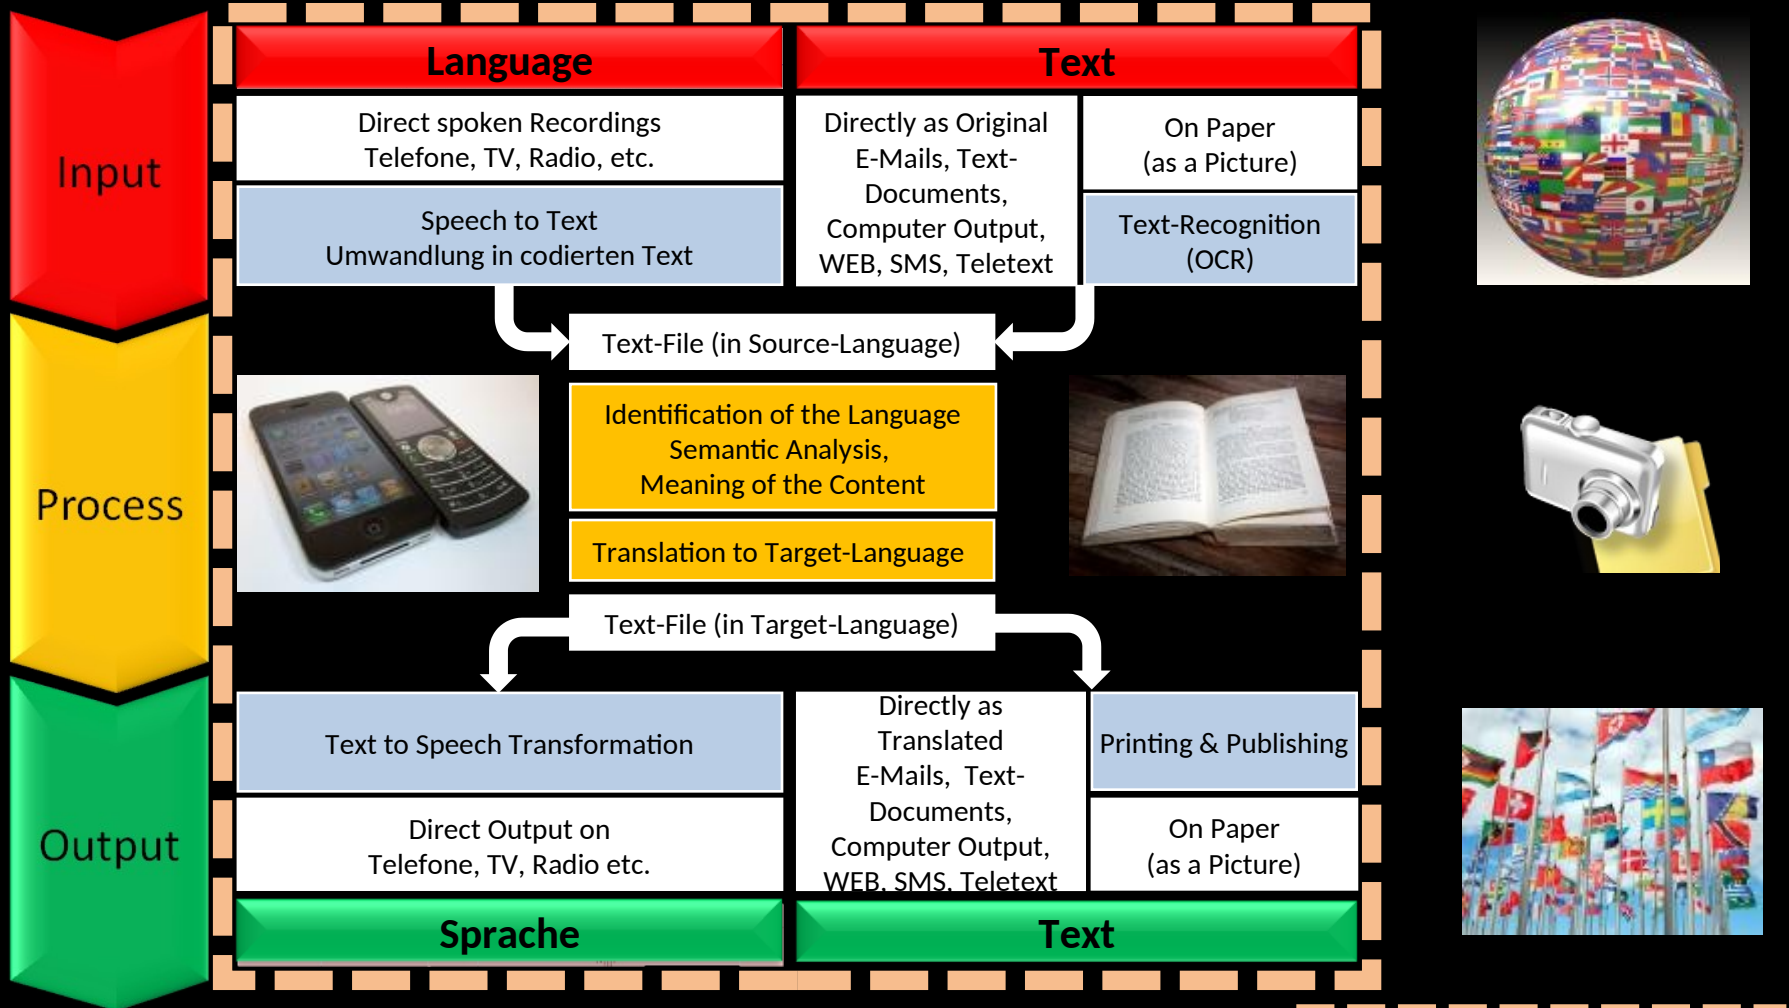 Input
Language
Direct spoken Recordings
Telefone, TV, Radio, etc.
Speech to Text
Umwandlung in codierten Text
Text
Directly as Original
E-Mails, Text-
Documents,
Computer Output,
WEB, SMS, Teletext
On Paper
(as a Picture)
Text-Recognition
(OCR)
Process
Text-File (in Source-Language)
Identification of the Language
Semantic Analysis,
Meaning of the Content
Translation to Target-Language
Text-File (in Target-Language)
Output
Text to Speech Transformation
Direct Output on
Telefone, TV, Radio etc.
Sprache
Directly as
Translated
E-Mails,  Text-
Documents,
Computer Output,
WEB, SMS, Teletext
Printing & Publishing
On Paper
(as a Picture)
Text